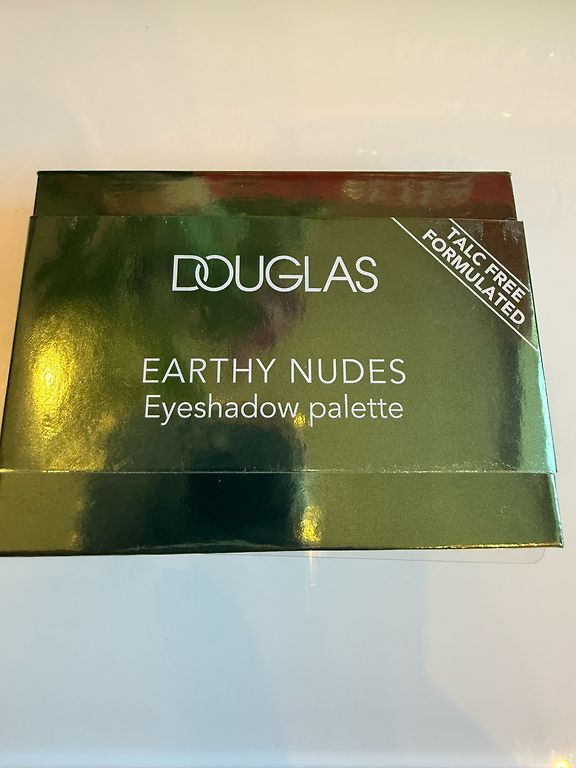 DOUGLAS
TALC FREE
FORMULATED
EARTHY NUDES
Eyeshadow palette